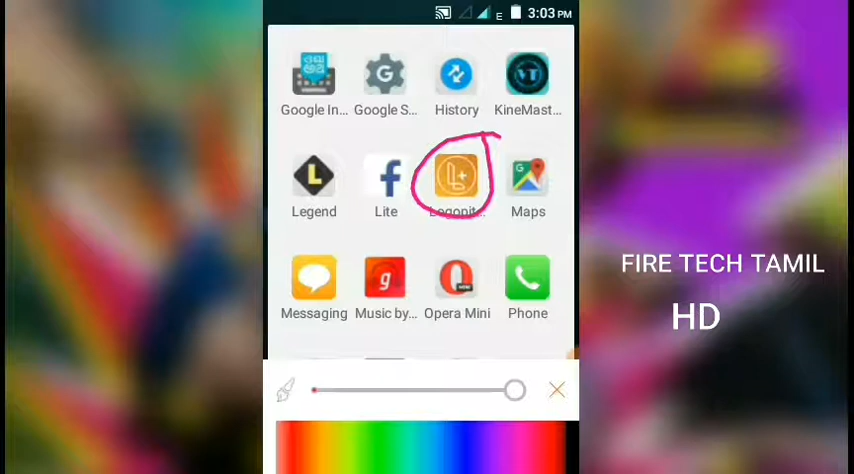 E 3:03 PM
Google In... Google S... History KineMast...
Legend Lite Logopit... Maps
Messaging Music by... Opera Mini Phone
FIRE TECH TAMIL
HD